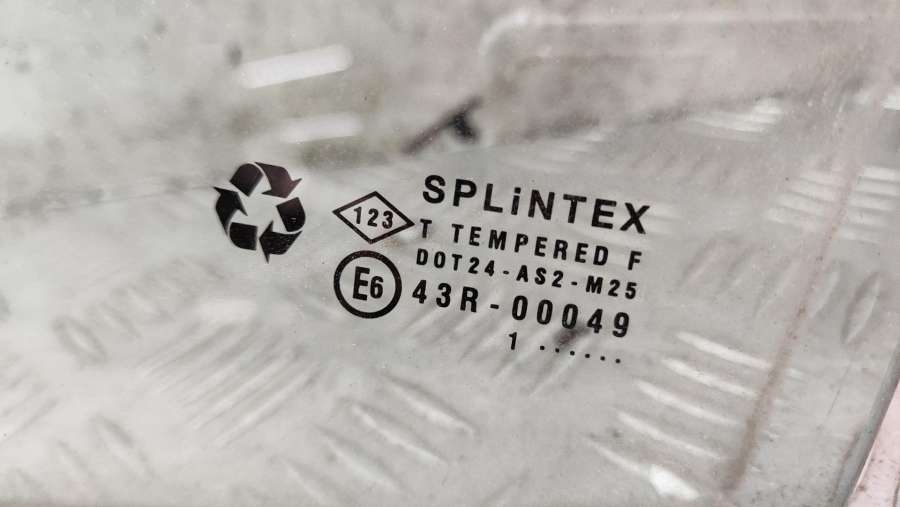 SPLiNTEX
123
T TEMPERED F
DOT24-AS2-M25
E6 43R-00049
1 ......